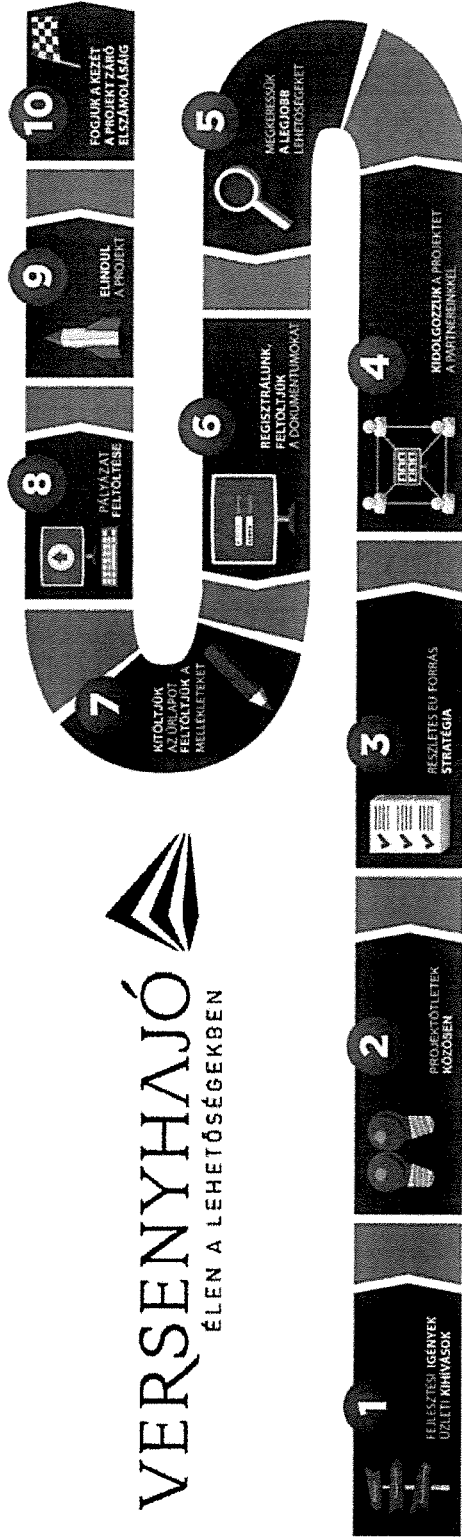 VERSENYHAJÓ
ÉLEN A LEHETŐSÉGEKBEN
1
FEJLESZTÉSI IGÉNYEK
ÜZLETI KIHÍVÁSOK
2
PROJEKTÖTLETEK
KÖZÖSEN
3
RÉSZLETES EU FORRÁS
STRATÉGIA
4
KIDOLGOZZUK A PROJEKTET
A PARTNEREINKKEL
5
MEGKERESSÜK
A LEGJOBB
LEHETŐSÉGEKET
6
REGISZTRÁLUNK,
FELTÖLTJÜK
A DOKUMENTUMOKAT
7
KITÖLTJÜK
AZ ŰRLAPOT
FELTÖLTJÜK A
MELLÉKLETEKET
8
PÁLYÁZAT
FELTÖLTÉSE
9
ELINDUL
A PROJEKT
10
FOGJUK A KEZÉT
A PROJEKT ZÁRÓ
ELSZÁMOLÁSÁIG